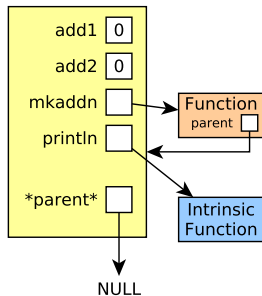 add1 0
add2 0
mkaddn
Function
parent
println
*parent*
Intrinsic
Function
NULL